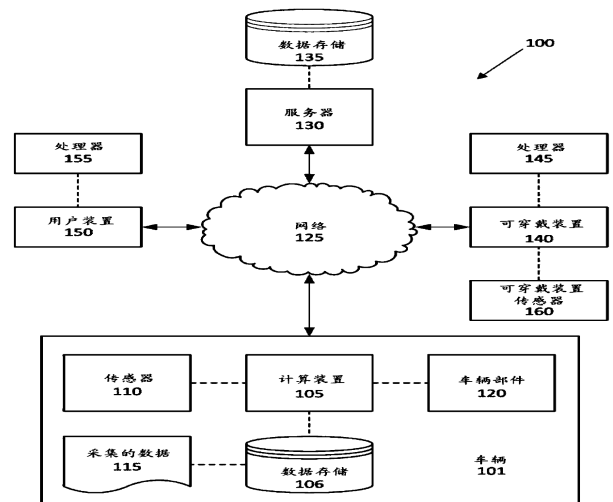 数据存储
135
100
服务器
130
处理器
155
处理器
145
用户装置
150
网络
125
可穿戴装置
140
可穿戴装置
传感器
160
传感器
110
计算装置
105
车辆部件
120
采集的数据
115
数据存储
106
车辆
101